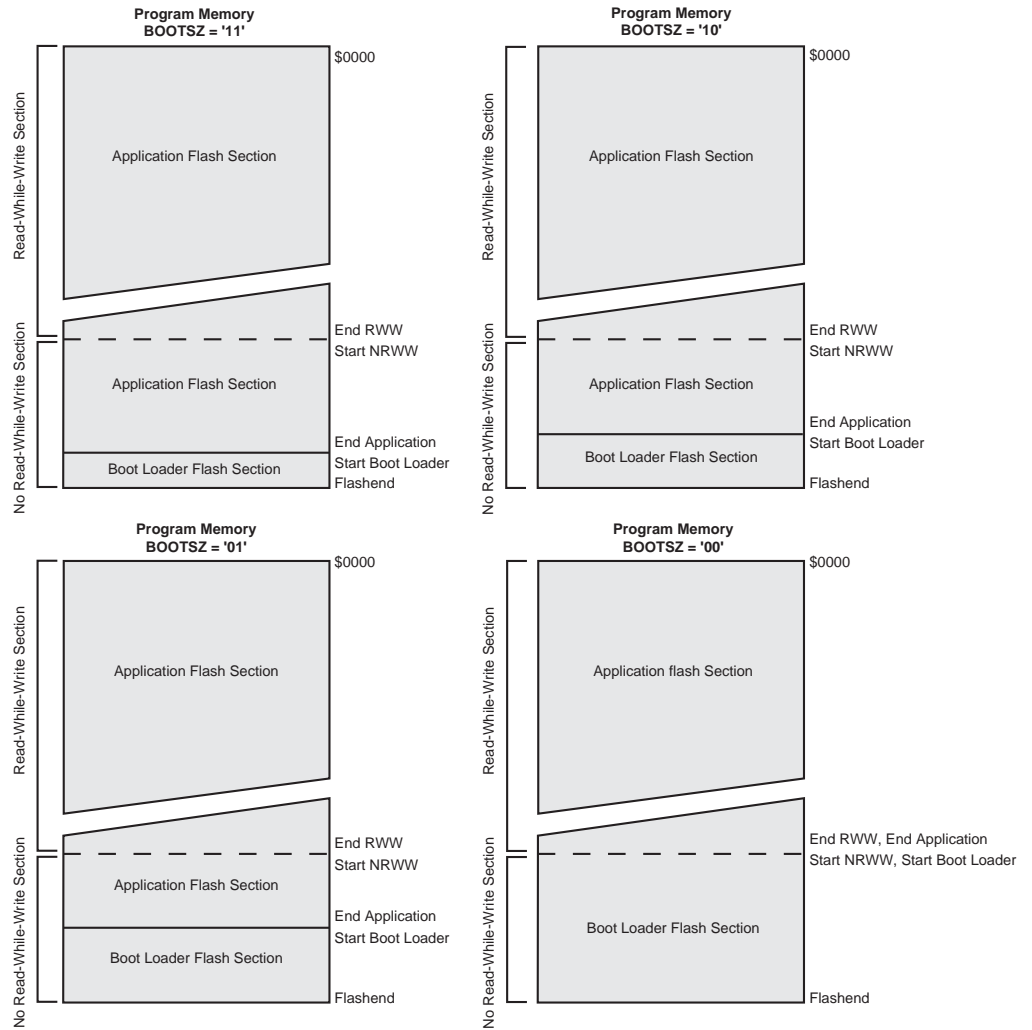 Program Memory
BOOTSZ = '11'
$0000
Read-While-Write Section
Application Flash Section
End RWW
Start NRWW
No Read-While-Write Section
Application Flash Section
End Application
Start Boot Loader
Boot Loader Flash Section
Flashend
Program Memory
BOOTSZ = '10'
$0000
Read-While-Write Section
Application Flash Section
End RWW
Start NRWW
No Read-While-Write Section
Application Flash Section
End Application
Start Boot Loader
Boot Loader Flash Section
Flashend
Program Memory
BOOTSZ = '01'
$0000
Read-While-Write Section
Application Flash Section
End RWW
Start NRWW
No Read-While-Write Section
Application Flash Section
End Application
Start Boot Loader
Boot Loader Flash Section
Flashend
Program Memory
BOOTSZ = '00'
$0000
Read-While-Write Section
Application flash Section
End RWW, End Application
Start NRWW, Start Boot Loader
No Read-While-Write Section
Boot Loader Flash Section
Flashend